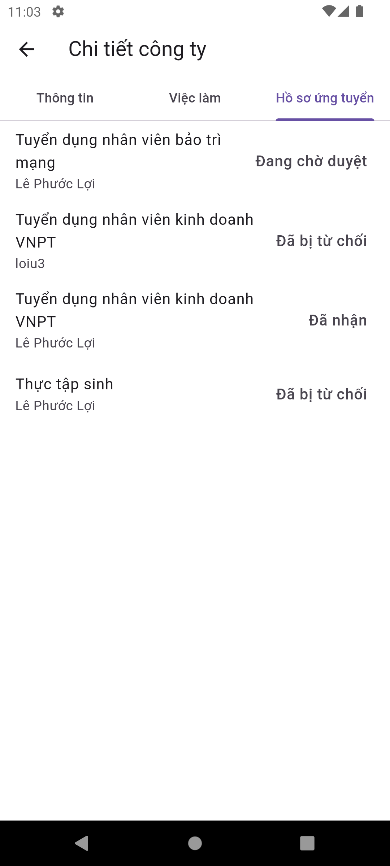 11:03
Chi tiết công ty
Thông tin
Việc làm
Hồ sơ ứng tuyển
Tuyển dụng nhân viên bảo trì
mạng
Lê Phước Lợi
Đang chờ duyệt
Tuyển dụng nhân viên kinh doanh
VNPT
loiu3
Đã bị từ chối
Tuyển dụng nhân viên kinh doanh
VNPT
Lê Phước Lợi
Đã nhận
Thực tập sinh
Lê Phước Lợi
Đã bị từ chối